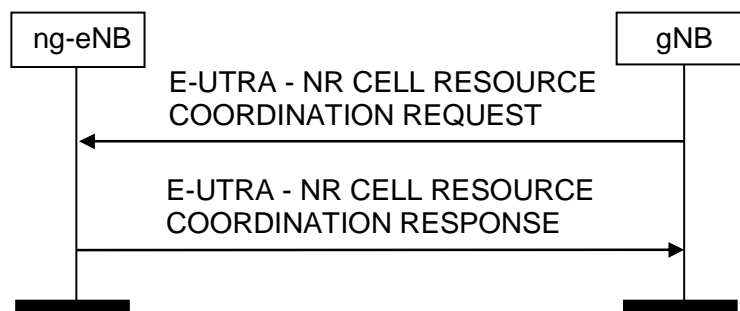 ng-eNB
gNB
E-UTRA - NR CELL RESOURCE
COORDINATION REQUEST
E-UTRA - NR CELL RESOURCE
COORDINATION RESPONSE